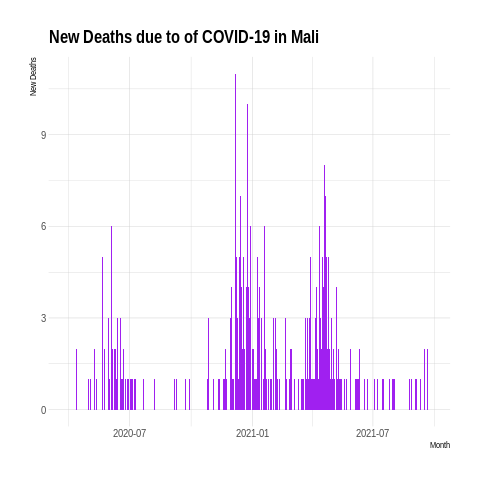 New Deaths due to of COVID-19 in Mali
New Deaths
9
6
3
0
2020-07
2021-01
2021-07
Month